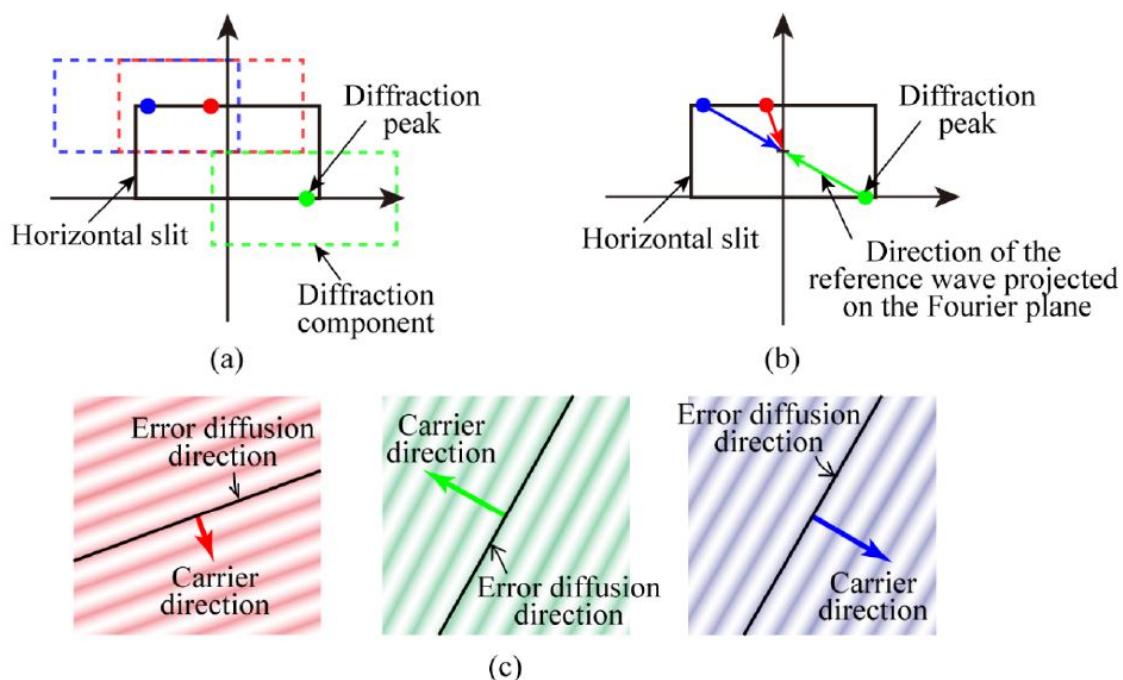 Diffraction
peak
Horizontal slit
Diffraction
component
(a)
Diffraction
peak
Horizontal slit
Direction of the
reference wave projected
on the Fourier plane
(b)
Error diffusion
direction
Carrier
direction
Carrier
direction
Error diffusion
direction
Error diffusion
direction
Carrier
direction
(c)